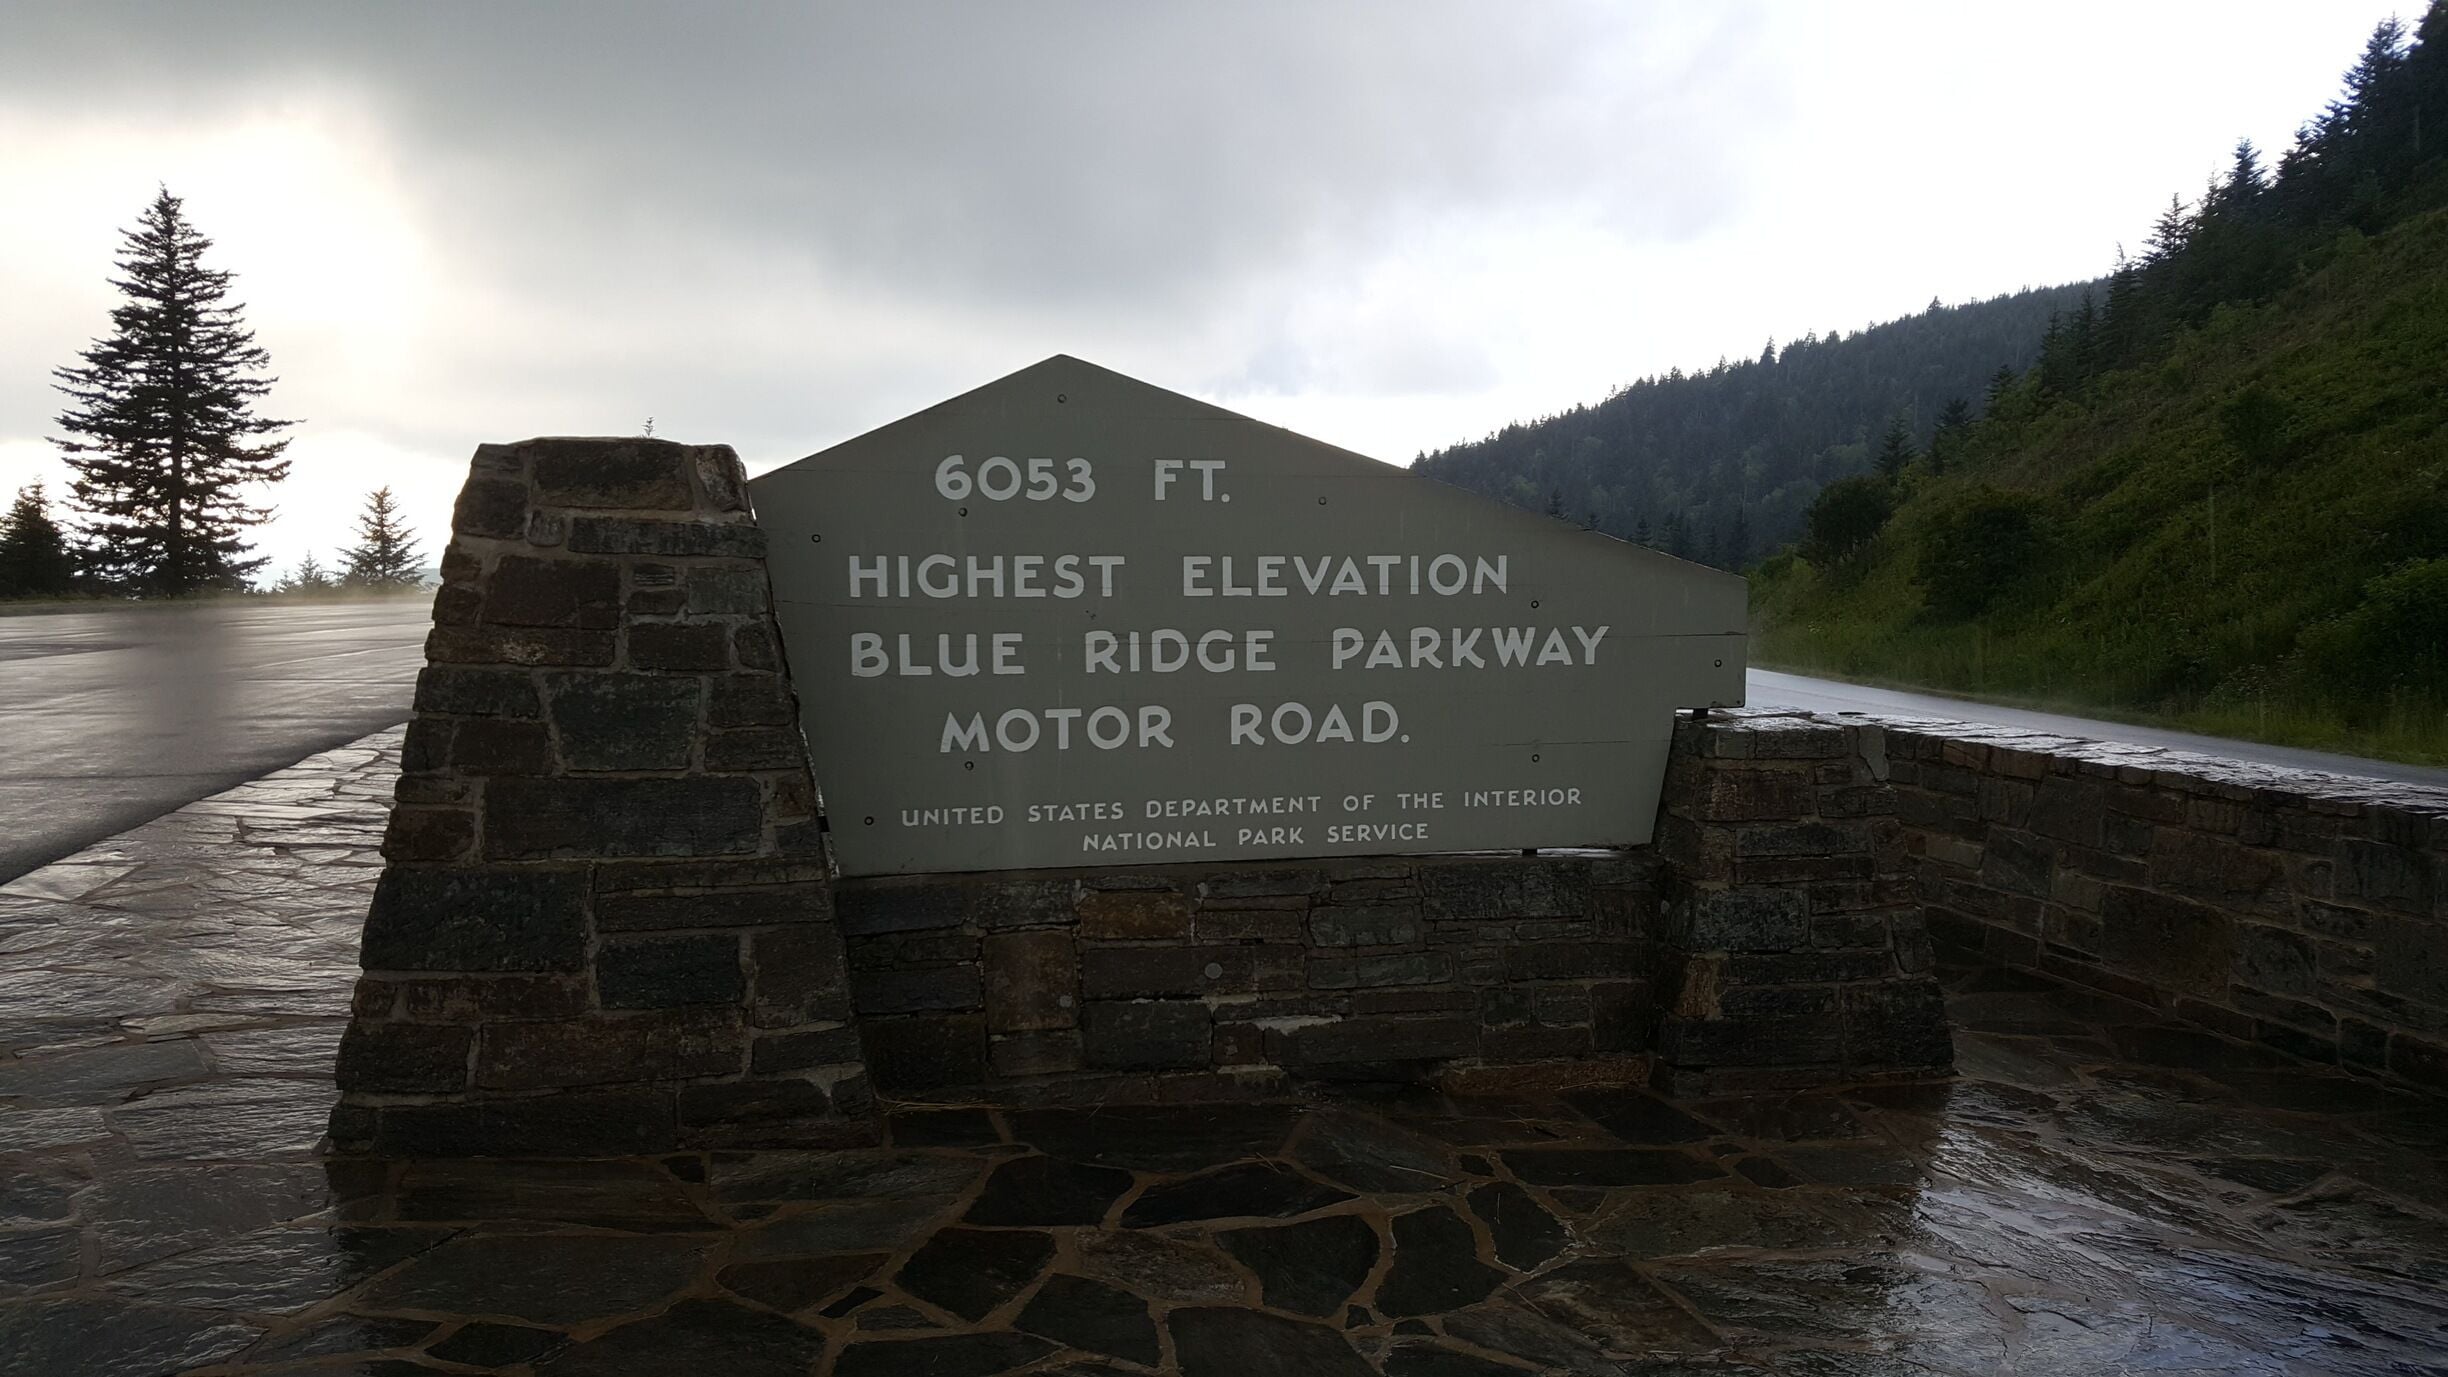 6053 FT.
HIGHEST ELEVATION
BLUE RIDGE PARKWAY
MOTOR ROAD.
UNITED STATES DEPARTMENT OF THE INTERIOR
NATIONAL PARK SERVICE